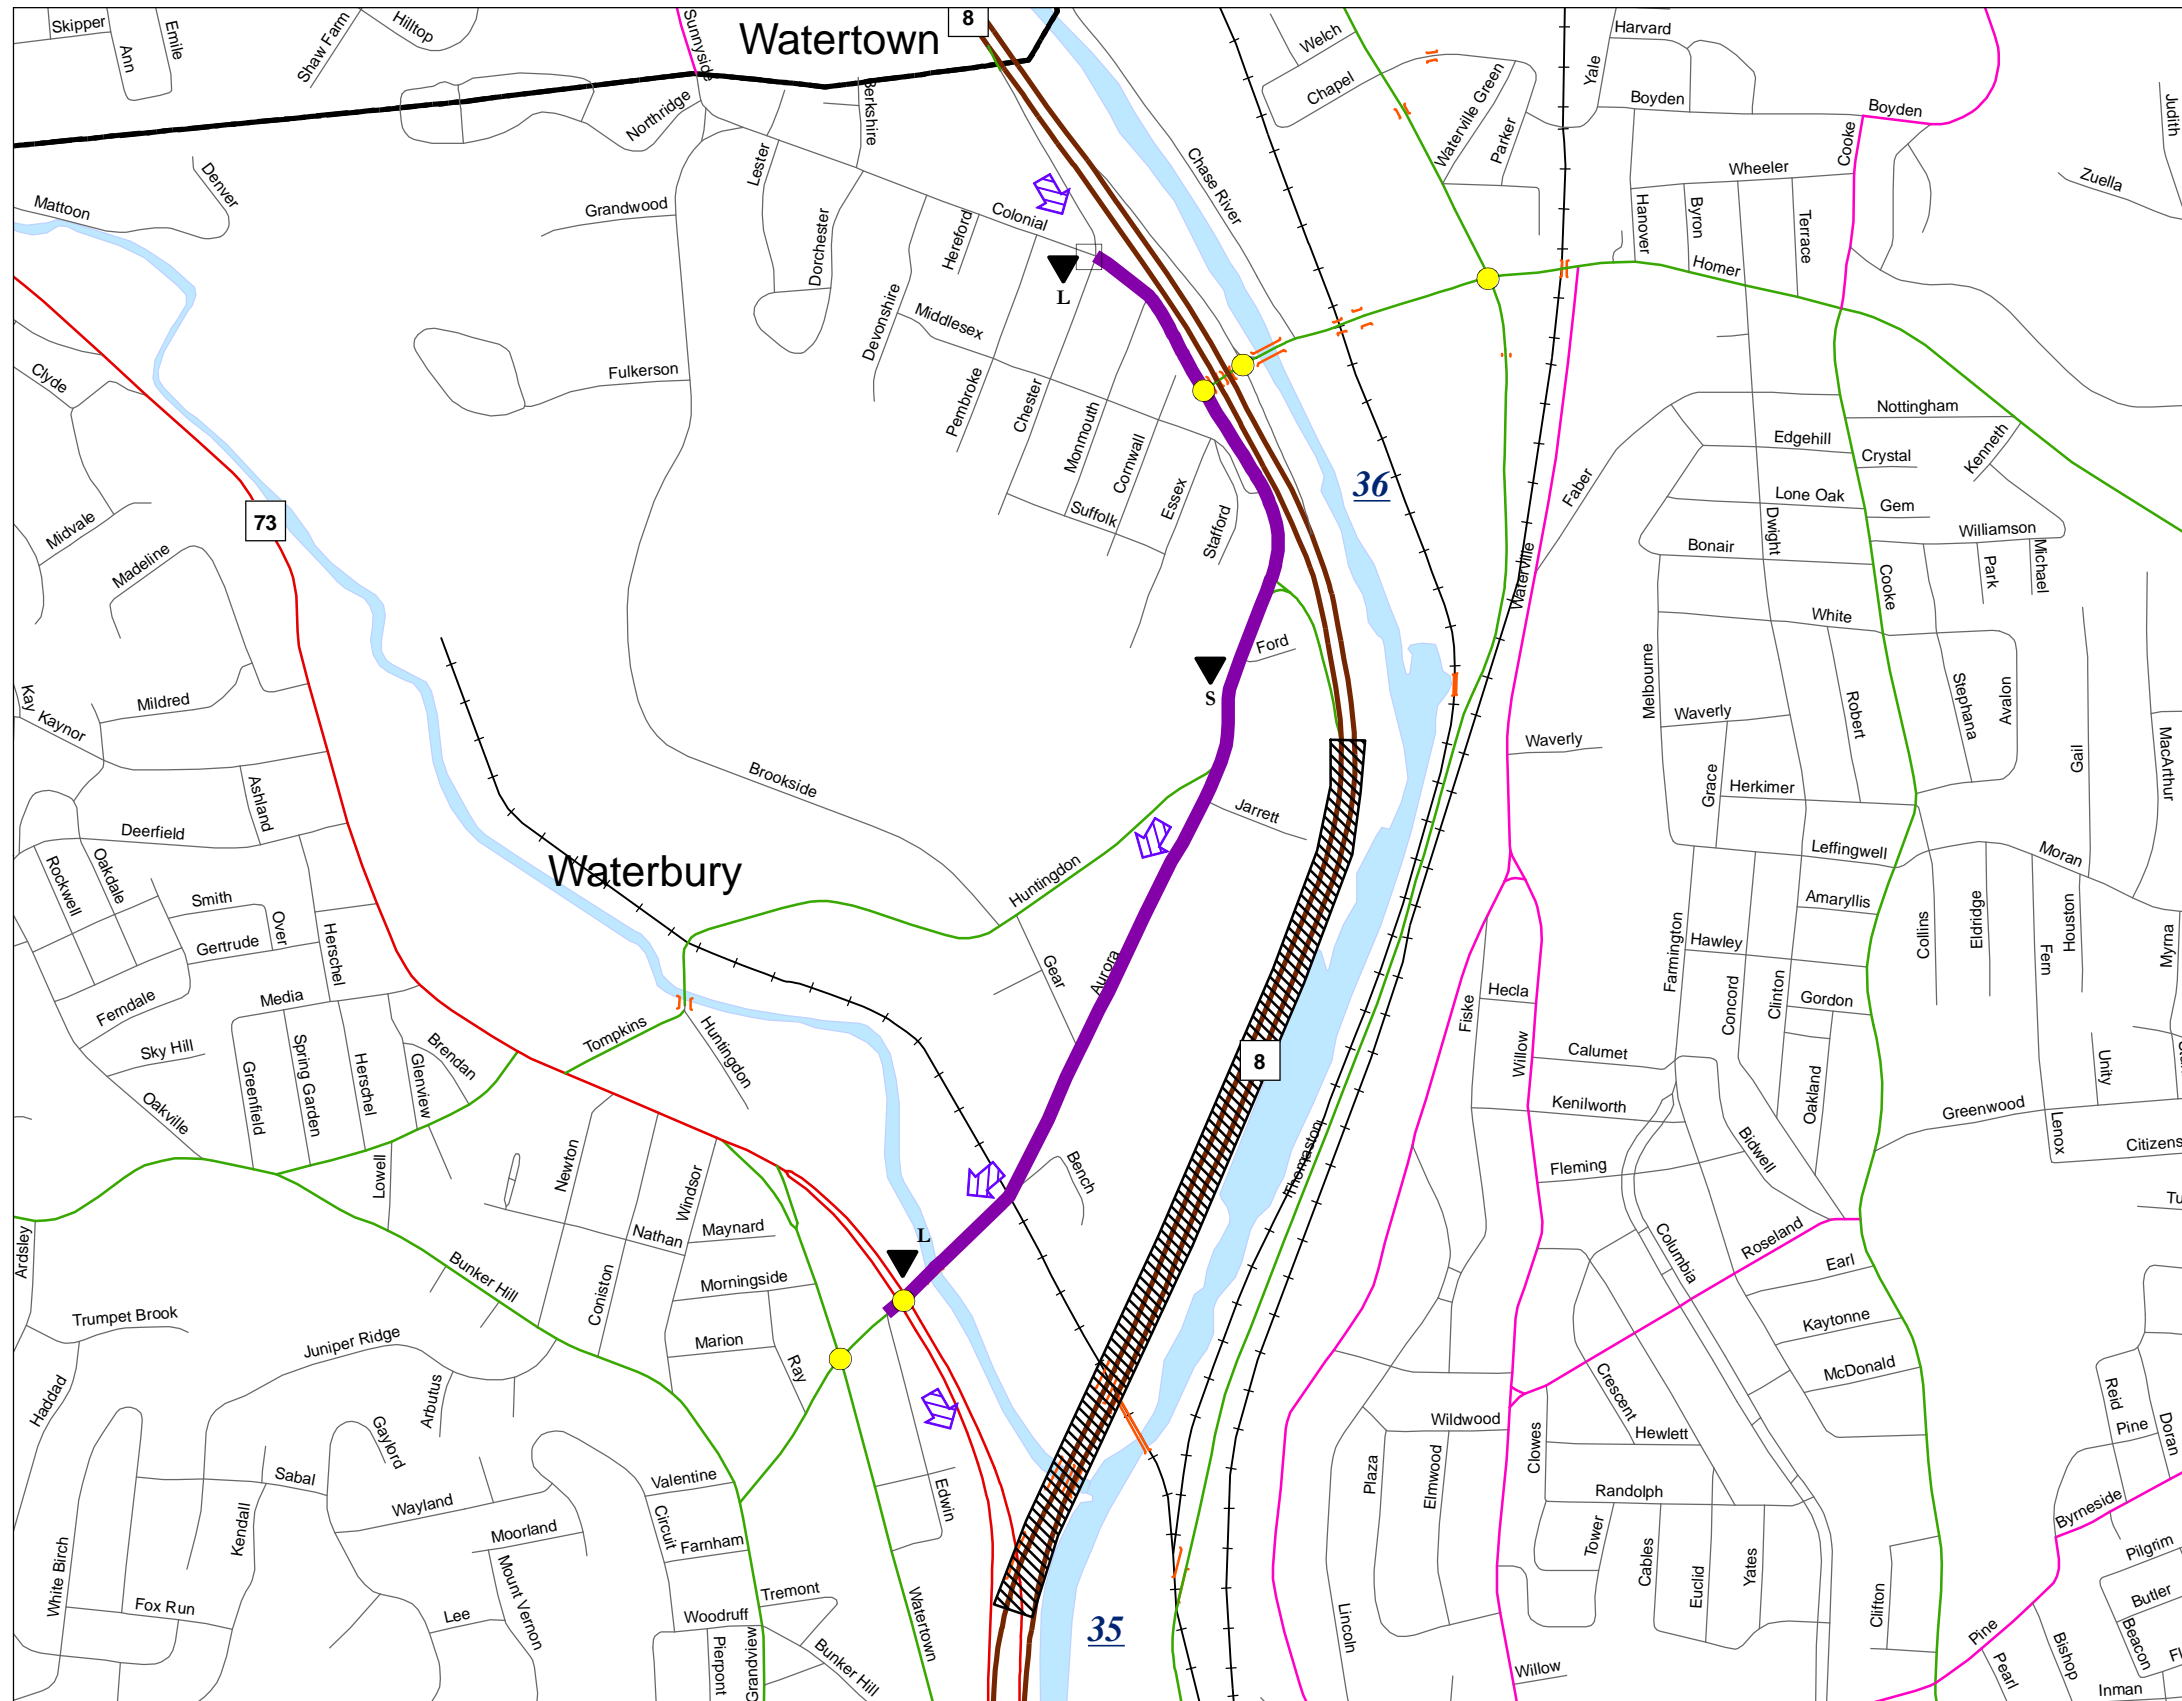 Skipper
Ann
Emile
Shaw Farm
Hilltop
Sunnyside
Watertown
8
Welch
Chapel
Waterville Green
Parker
Yale
Harvard
Boyden
Boyden
Cooke
Judith
Northridge
Berkshire
Lester
Chase River
Wheeler
Zuella
Denver
Mattoon
Grandwood
Dorchester
Hereford
Colonial
Hanover
Byron
Terrace
Homer
L
Devonshire
Middlesex
Clyde
Fulkerson
Pembroke
Chester
Monmouth
Cornwall
Essex
Suffolk
Stafford
36
Faber
Nottingham
Edgehill
Crystal
Kenneth
Lone Oak
Gem
Dwight
Williamson
Bonair
Park
Michael
Cooke
73
Midvale
Madeline
Waterville
White
Ford
S
Melbourne
Robert
Stephana
Avalon
Gail
MacArthur
Kay
Kaynor
Mildred
Waverly
Waverly
Brookside
Jarrett
Grace
Herkimer
Ashland
Deerfield
Leffingwell
Moran
Rockwell
Oakdale
Waterbury
Huntingdon
Smith
Over
Gertrude
Herschel
Amaryllis
Farmington
Hawley
Collins
Eldridge
Fern
Houston
Myrna
Gear
Aurora
Ferndale
Media
Fiske
Hecla
Concord
Clinton
Gordon
Sky Hill
Tompkins
Huntingdon
8
Willow
Calumet
Unity
Greenfield
Spring Garden
Herschel
Glenview
Brendan
Oakville
Kenilworth
Oakland
Greenwood
Lenox
Citizens
Thomaston
Bidwell
Fleming
Bench
Newton
Windsor
Lowell
Nathan
Maynard
L
Ardsley
Bunker Hill
Columbia
Roseland
Earl
Coniston
Morningside
Trumpet Brook
Juniper Ridge
Marion
Ray
Kaytonne
McDonald
Haddad
Arbutus
Gaylord
Crescent
Reid
Pine
Doran
Wildwood
Hewlett
Plaza
Elmwood
Clowes
Sabal
Valentine
Edwin
Randolph
Byrneside
Wayland
Circuit
Moorland
Farnham
Kendall
Tower
Cables
Euclid
Yates
Pilgrim
White Birch
Mount Vernon
Tremont
Butler
Fox Run
Lee
Woodruff
Watertown
35
Lincoln
Clifton
Beacon
Pine
Pierpont
Grandview
Bunker Hill
Willow
Pearl
Bishop
Inman